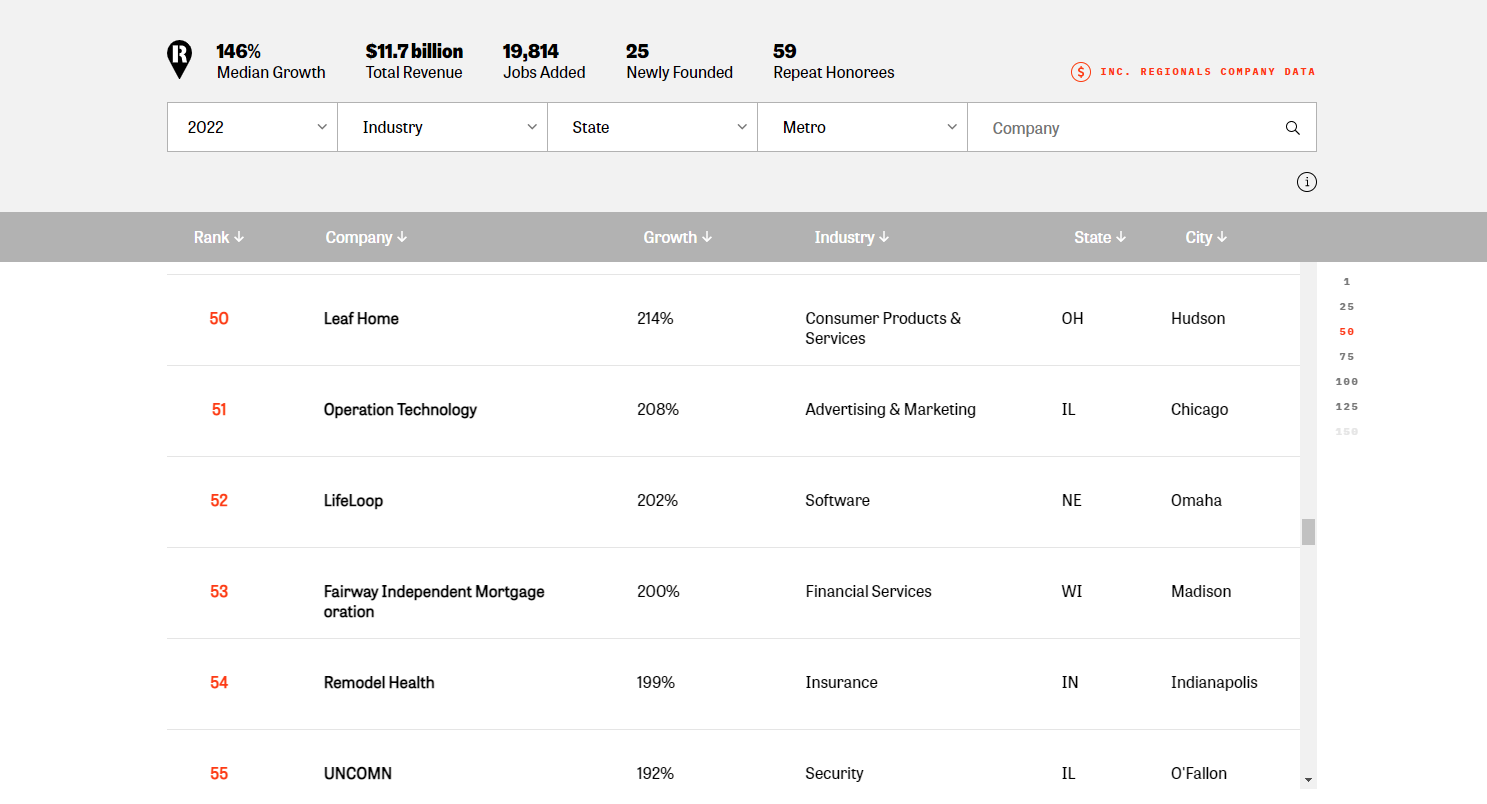 R
146% $11.7 billion 19,814 25 59
Median Growth Total Revenue Jobs Added Newly Founded Repeat Honorees
$ INC. REGIONALS COMPANY DATA
2022 Industry State Metro Company
i
Rank ↓ Company ↓ Growth ↓ Industry ↓ State ↓ City ↓
1
25
50
75
100
125
150
50 Leaf Home 214% Consumer Products & OH Hudson
Services
51 Operation Technology 208% Advertising & Marketing IL Chicago
52 LifeLoop 202% Software NE Omaha
53 Fairway Independent Mortgage 200% Financial Services WI Madison
oration
54 Remodel Health 199% Insurance IN Indianapolis
55 UNCOMN 192% Security IL O'Fallon